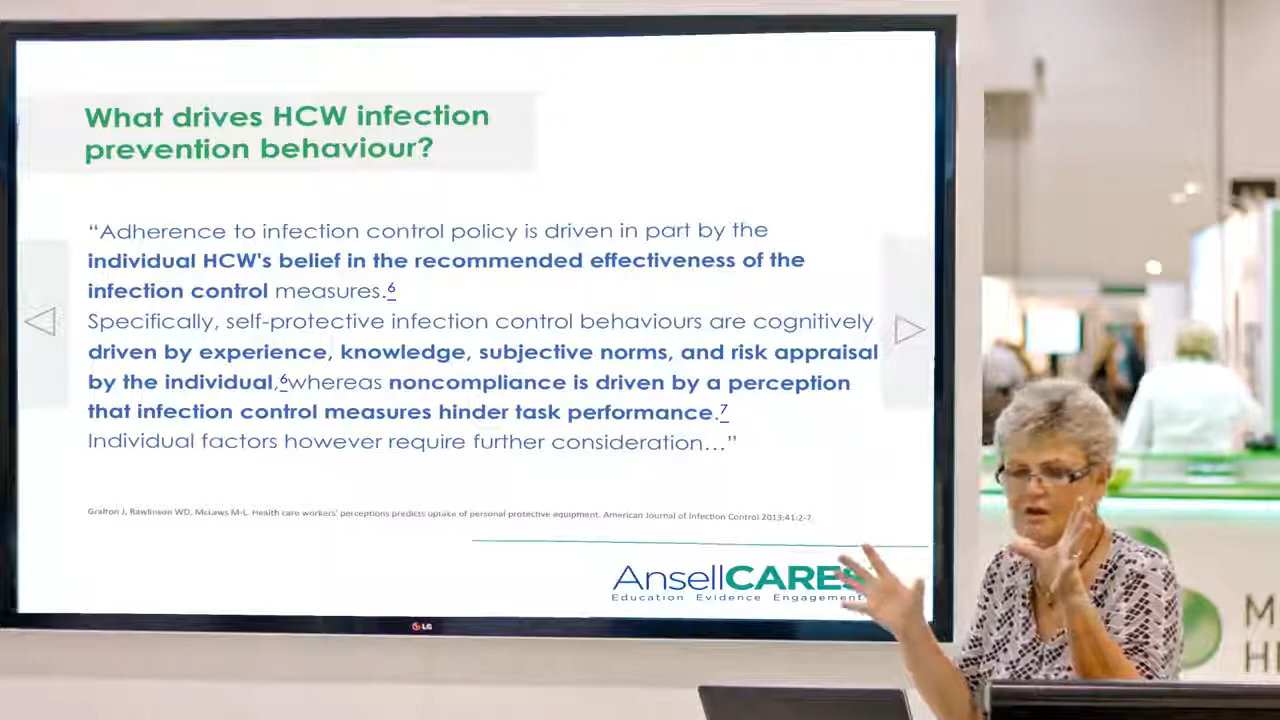 What drives HCW infection
prevention behaviour?
“Adherence to infection control policy is driven in part by the
individual HCW's belief in the recommended effectiveness of the
infection control measures.6
Specifically, self-protective infection control behaviours are cognitively
driven by experience, knowledge, subjective norms, and risk appraisal
by the individual,6whereas noncompliance is driven by a perception
that infection control measures hinder task performance.7
Individual factors however require further consideration…”
Gralton J, Rawlinson WD, McLaws M-L. Health care workers' perceptions predicts uptake of personal protective equipment. American Journal of Infection Control 2013;41:2-7.
AnsellCARES
Education Evidence Engagement
LG
M
H